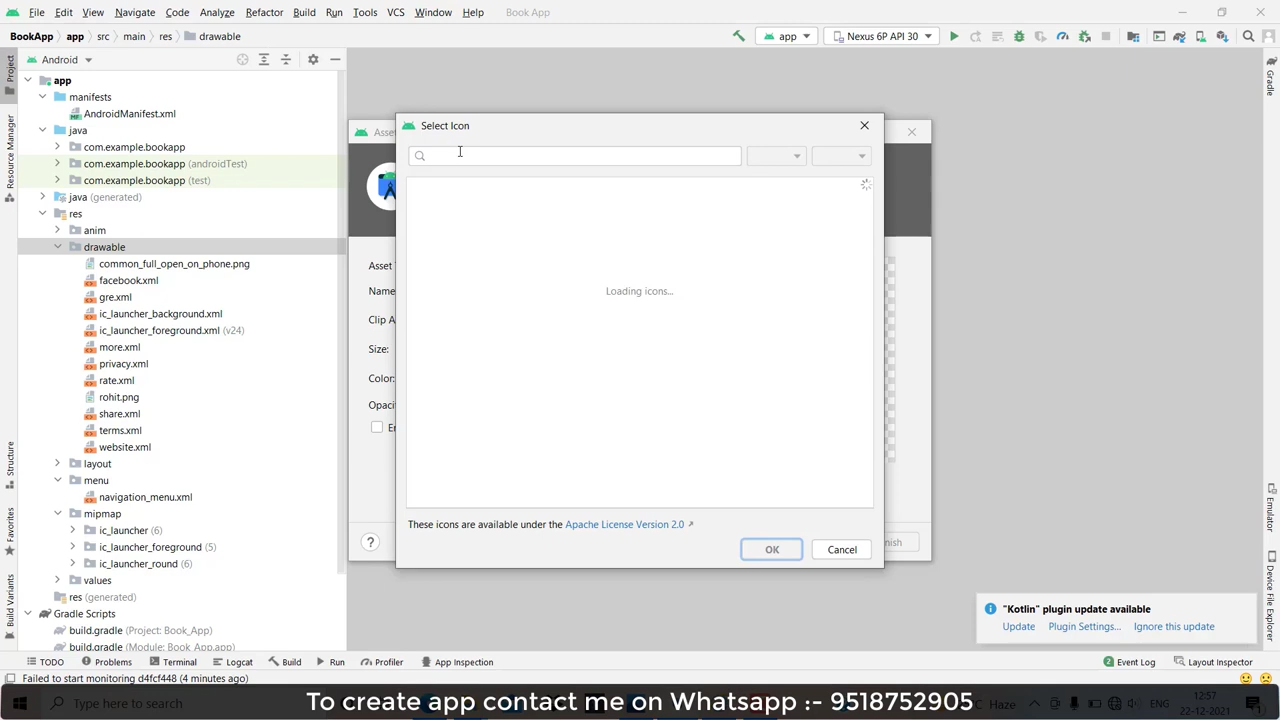 File Edit View Navigate Code Analyze Refactor Build Run Tools VCS Window Help Book App
BookApp app src main res drawable
app Nexus 6P API 30
Android
Project
Resource Manager
Structure
Favorites
Build Variants
app
manifests
AndroidManifest.xml
java
com.example.bookapp
com.example.bookapp (androidTest)
com.example.bookapp (test)
java (generated)
res
anim
drawable
common_full_open_on_phone.png
facebook.xml
gre.xml
ic_launcher_background.xml
ic_launcher_foreground.xml (v24)
more.xml
privacy.xml
rate.xml
rohit.png
share.xml
terms.xml
website.xml
layout
menu
navigation_menu.xml
mipmap
ic_launcher (6)
ic_launcher_foreground (5)
ic_launcher_round (6)
values
res (generated)
Gradle Scripts
build.gradle (Project: Book_App)
build.gradle (Module: Book_App.app)
Asset
Name
Clip A
Size:
Color:
Opaci
Select Icon
Loading icons...
These icons are available under the Apache License Version 2.0
OK Cancel
nish
?
Gradle
Emulator
Device File Explorer
"Kotlin" plugin update available
Update Plugin Settings... Ignore this update
TODO Problems Terminal Logcat Build Run Profiler App Inspection Event Log Layout Inspector
Failed to start monitoring d4fcf448 (4 minutes ago)
Type here to search
To create app contact me on Whatsapp :- 9518752905
Haze ENG 12:57
22-12-2021